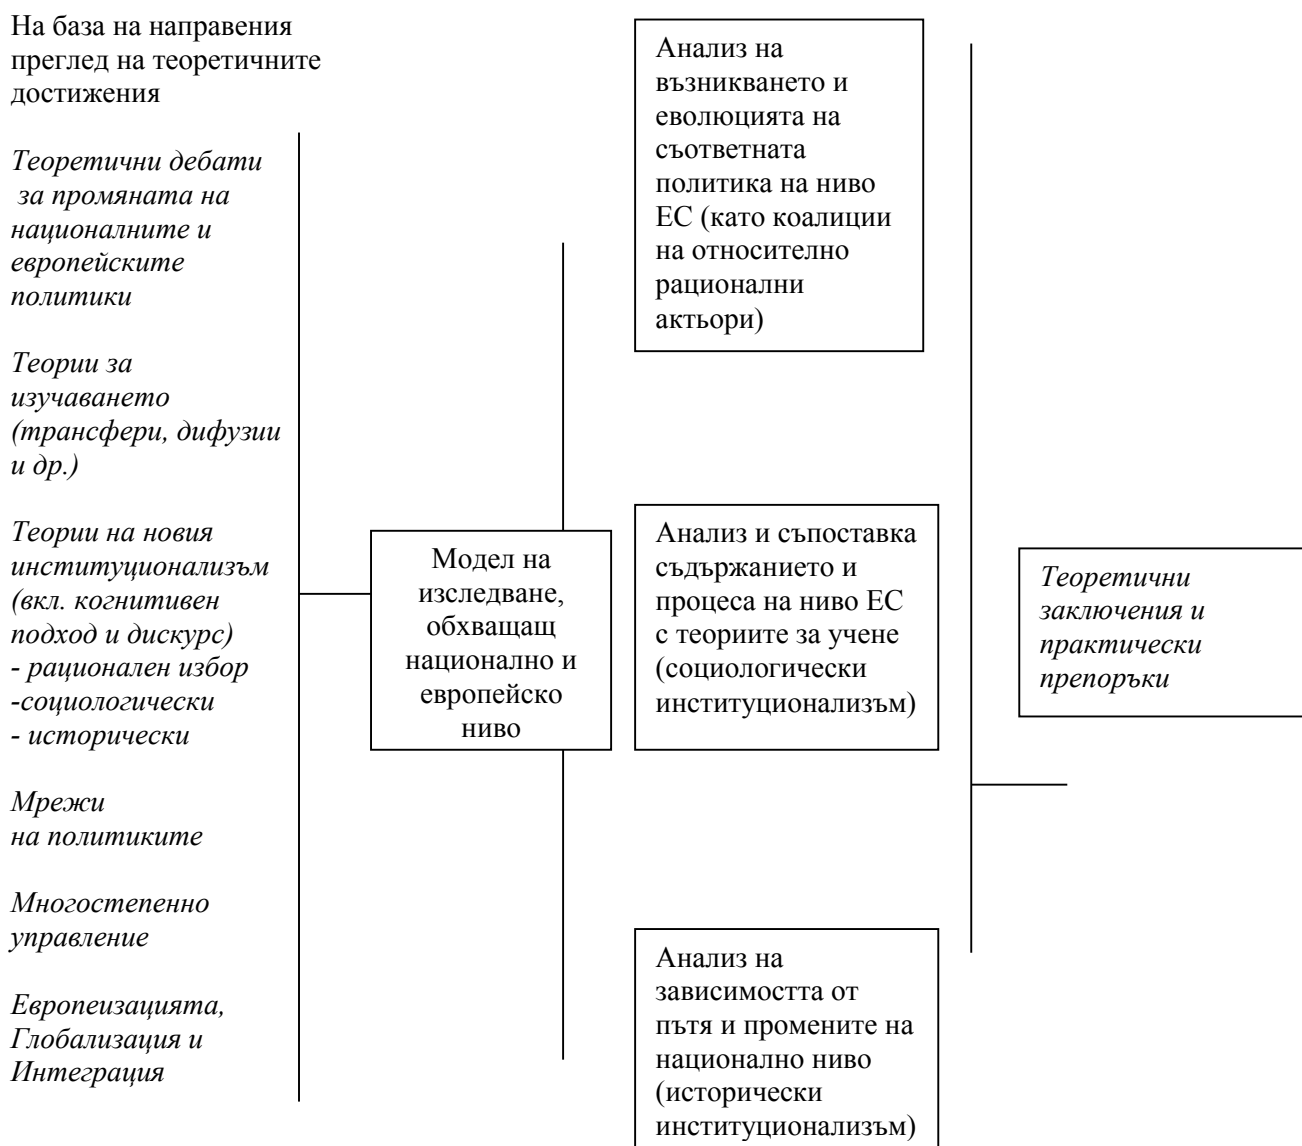 На база на направения
преглед на теоретичните
достижения
Теоретични дебати
за промяната на
националните и
европейските
политики
Теории за
изучаването
(трансфери, дифузии
и др.)
Теории на новия
институционализъм
(вкл. когнитивен
подход и дискурс)
- рационален избор
-социологически
- исторически
Мрежи
на политиките
Многостепенно
управление
Европеизацията,
Глобализация и
Интеграция
Модел на
изследване,
обхващащ
национално и
европейско
ниво
Анализ на
възникването и
еволюцията на
съответната
политика на ниво
ЕС (като коалиции
на относително
рационални
актьори)
Анализ и съпоставка
съдържанието и
процеса на ниво ЕС
с теориите за учене
(социологически
институционализъм)
Анализ на
зависимостта от
пътя и промените на
национално ниво
(исторически
институционализъм)
Теоретични
заключения и
практически
препоръки